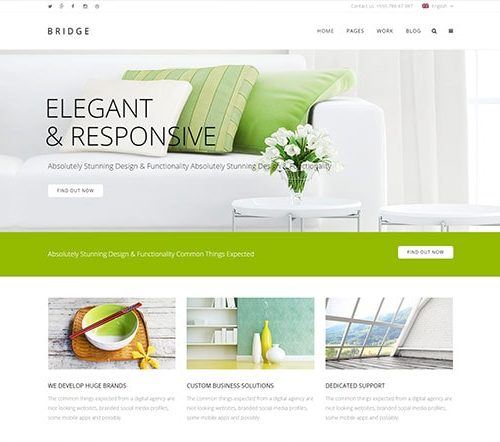 Contact us
English
BRIDGE
HOME PAGES WORK BLOG
ELEGANT
& RESPONSIVE
Absolutely Stunning Design & Functionality Absolutely Stunning Design & Functionality
FIND OUT NOW
Absolutely Stunning Design & Functionality Common Things Expected
FIND OUT NOW
WE DEVELOP HUGE BRANDS
The common things expected from a digital agency are
nice looking websites, branded social media profiles,
some mobile apps and possibly.
CUSTOM BUSINESS SOLUTIONS
The common things expected from a digital agency are
nice looking websites, branded social media profiles,
some mobile apps and possibly.
DEDICATED SUPPORT
The common things expected from a digital agency are
nice looking websites, branded social media profiles,
some mobile apps and possibly.